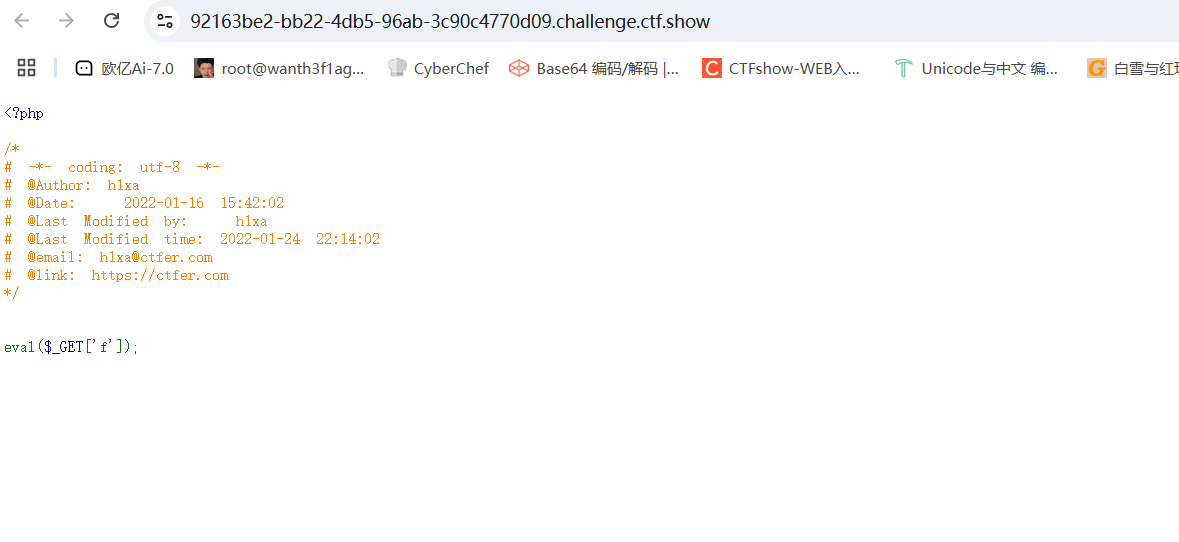 92163be2-bb22-4db5-96ab-3c90c4770d09.challenge.ctf.show
欧亿Ai-7.0 root@wanth3f1ag... CyberChef Base64 编码/解码 |... CTFshow-WEB入... Unicode与中文 编... 白雪与红
<?php
/*
# -*- coding: utf-8 -*-
# @Author: h1xa
# @Date: 2022-01-16 15:42:02
# @Last Modified by: h1xa
# @Last Modified time: 2022-01-24 22:14:02
# @email: h1xa@ctfer.com
# @link: https://ctfer.com
*/
eval($_GET['f']);